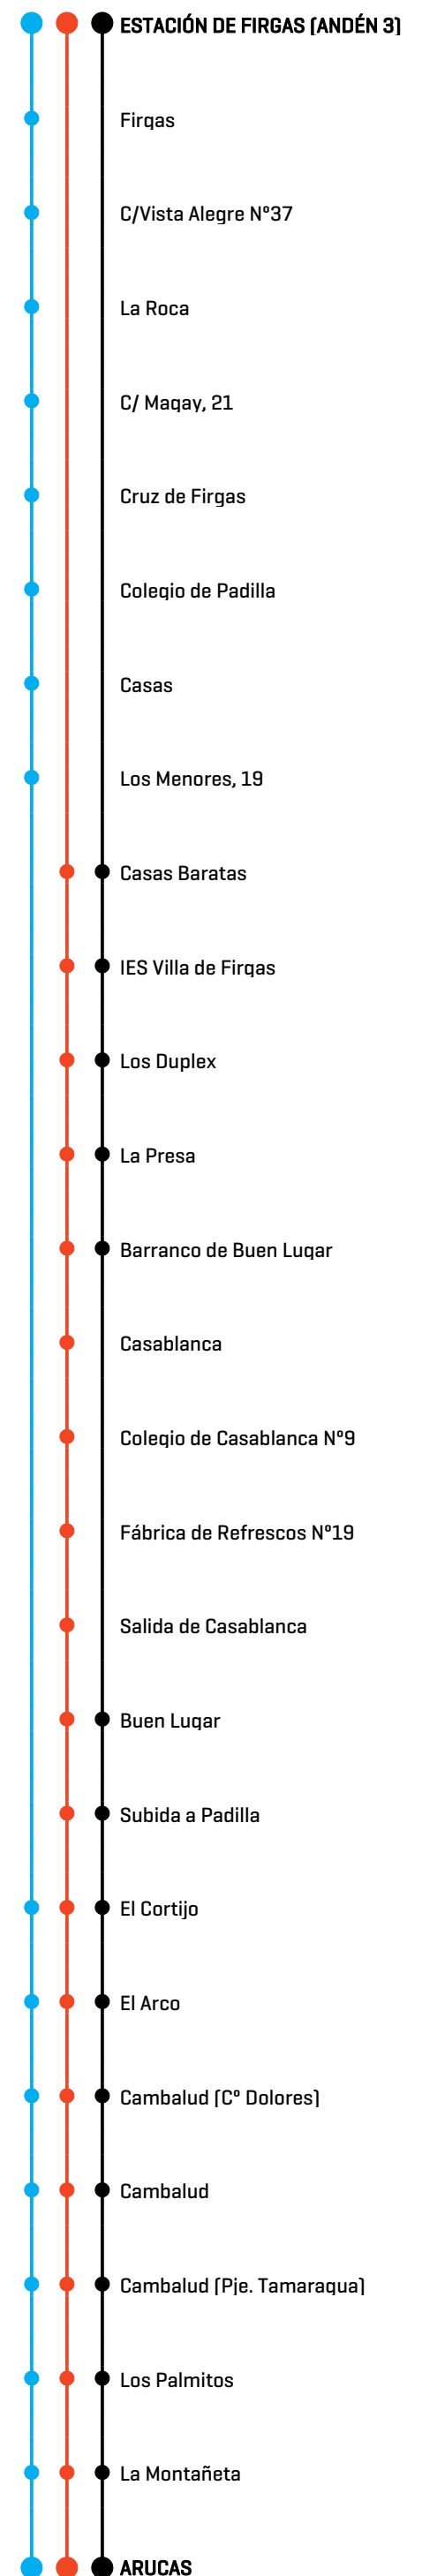 ESTACIÓN DE FIRGAS (ANDÉN 3)
Firgas
C/Vista Alegre Nº37
La Roca
C/ Magay, 21
Cruz de Firgas
Colegio de Padilla
Casas
Los Menores, 19
Casas Baratas
IES Villa de Firgas
Los Duplex
La Presa
Barranco de Buen Lugar
Casablanca
Colegio de Casablanca Nº9
Fábrica de Refrescos Nº19
Salida de Casablanca
Buen Lugar
Subida a Padilla
El Cortijo
El Arco
Cambalud (Cº Dolores)
Cambalud
Cambalud (Pje. Tamaragua)
Los Palmitos
La Montañeta
ARUCAS